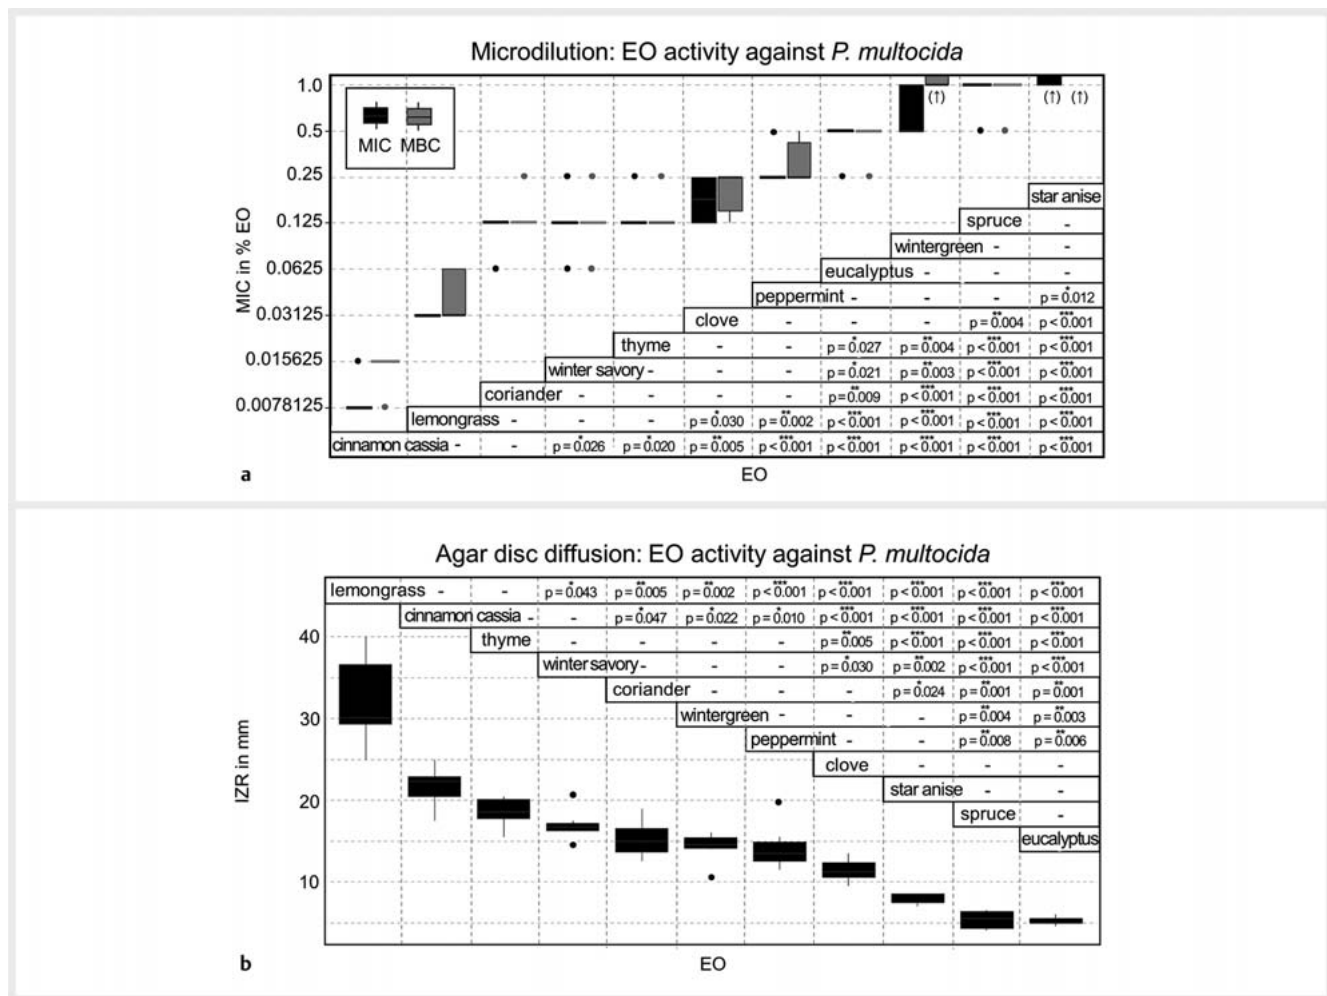 Microdilution: EO activity against P. multocida
MIC in % EO
1.0
0.5
0.25
0.125
0.0625
0.03125
0.015625
0.0078125
MIC MBC
(↑) (↑) (↑)
star anise
spruce -
wintergreen - -
eucalyptus - - -
peppermint - - - * p = 0.012
clove - - - ** p = 0.004 *** p < 0.001
thyme - - * p = 0.027 ** p = 0.004 *** p < 0.001 *** p < 0.001
winter savory - - - * p = 0.021 ** p = 0.003 *** p < 0.001 *** p < 0.001
coriander - - - - ** p = 0.009 *** p < 0.001 *** p < 0.001 *** p < 0.001
lemongrass - - - * p = 0.030 ** p = 0.002 *** p < 0.001 *** p < 0.001 *** p < 0.001 *** p < 0.001
cinnamon cassia - - * p = 0.026 * p = 0.020 ** p = 0.005 *** p < 0.001 *** p < 0.001 *** p < 0.001 *** p < 0.001 *** p < 0.001
a
EO
Agar disc diffusion: EO activity against P. multocida
IZR in mm
40
30
20
10
lemongrass - - * p = 0.043 ** p = 0.005 ** p = 0.002 *** p < 0.001 *** p < 0.001 *** p < 0.001 *** p < 0.001 *** p < 0.001
cinnamon cassia - - * p = 0.047 * p = 0.022 * p = 0.010 *** p < 0.001 *** p < 0.001 *** p < 0.001 *** p < 0.001
thyme - - - - ** p = 0.005 *** p < 0.001 *** p < 0.001 *** p < 0.001
winter savory - - - * p = 0.030 ** p = 0.002 *** p < 0.001 *** p < 0.001
coriander - - - * p = 0.024 ** p = 0.001 ** p = 0.001
wintergreen - - - ** p = 0.004 ** p = 0.003
peppermint - - ** p = 0.008 ** p = 0.006
clove - - -
star anise - -
spruce -
eucalyptus
b
EO